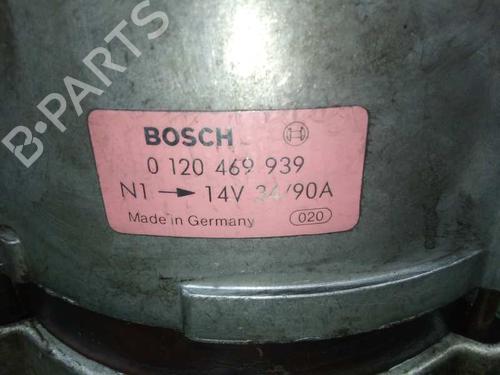 B-PARTS
BOSCH
0 120 469 939
N1 → 14V 34/90A
Made in Germany 020